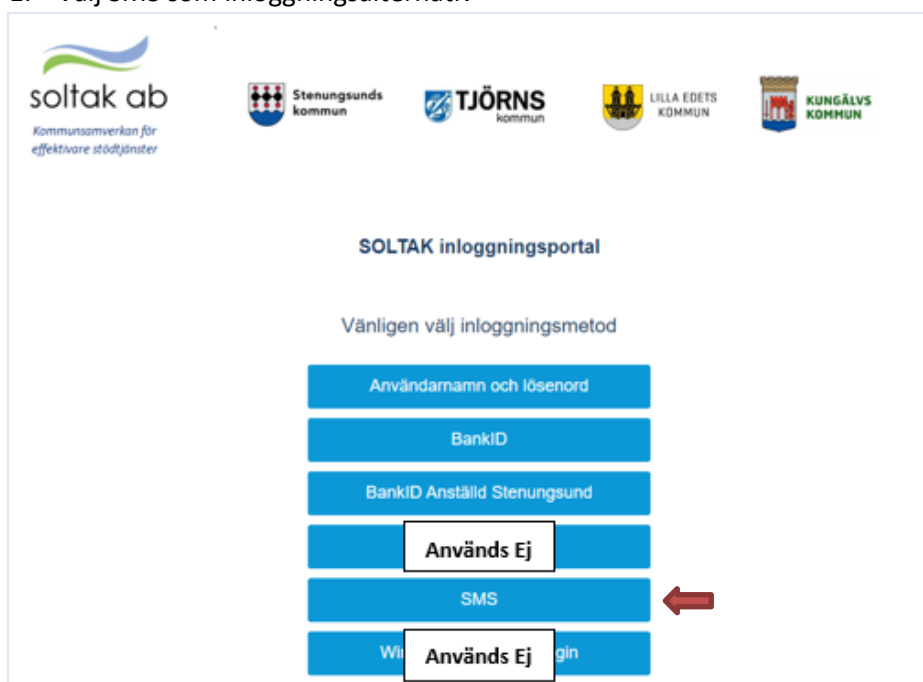 soltak ab
Kommunsamverkan för
effektivare stödtjänster
Stenungsunds
kommun
TJÖRNS
kommun
LILLA EDETS
KOMMUN
KUNGÄLVS
KOMMUN
SOLTAK inloggningsportal
Vänligen välj inloggningsmetod
Användarnamn och lösenord
BankID
BankID Anställd Stenungsund
Används Ej
SMS
Används Ej